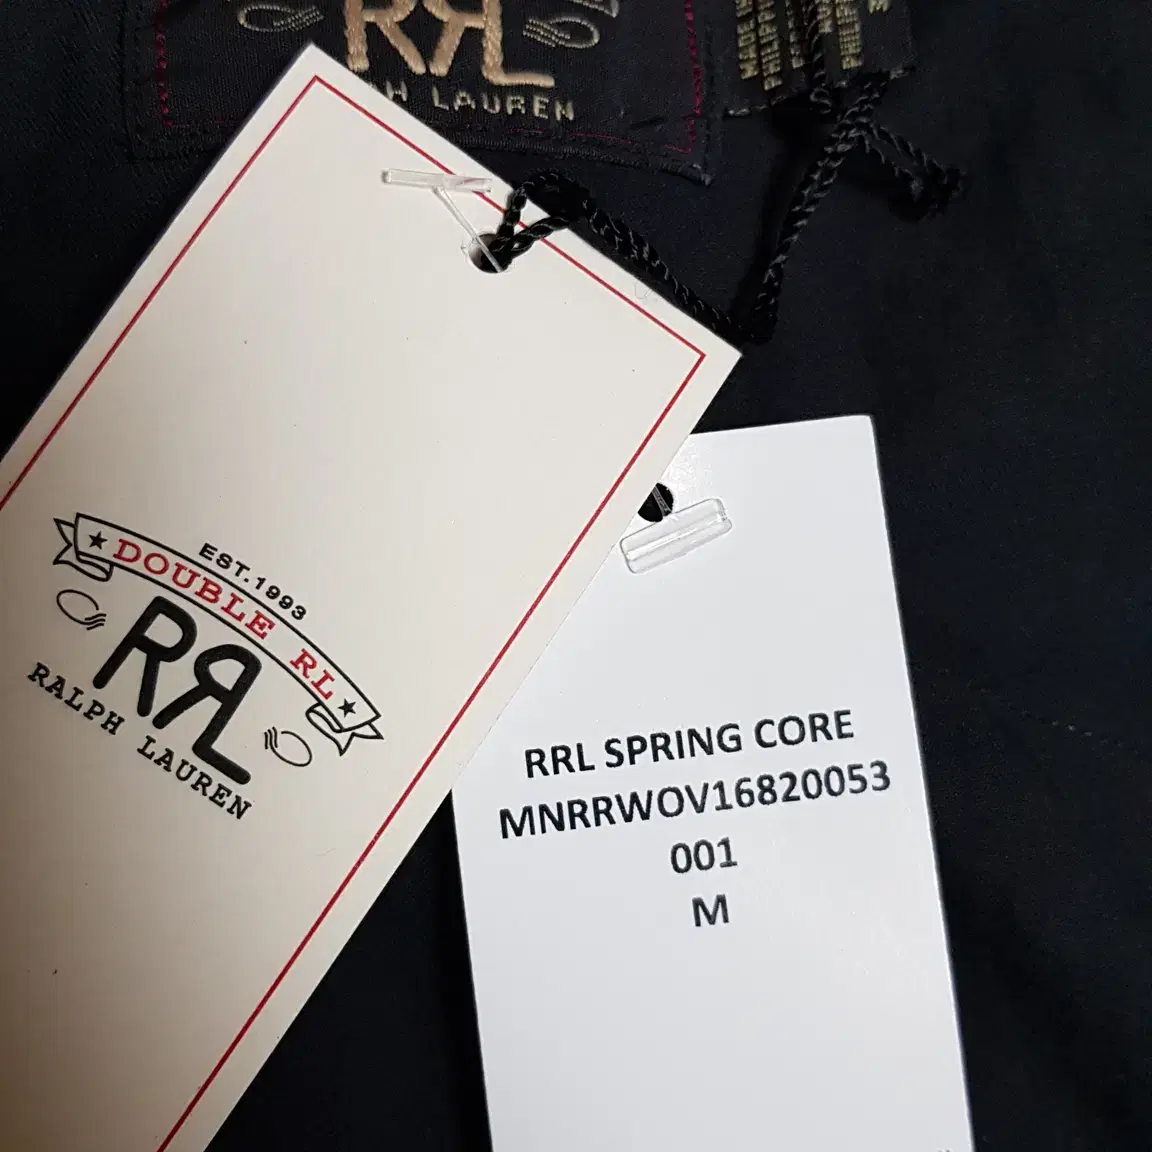 RRL
LAUREN
EST.1993
DOUBLE RL
RRL
RALPH LAUREN
RRL SPRING CORE
MNRRWOV16820053
001
M